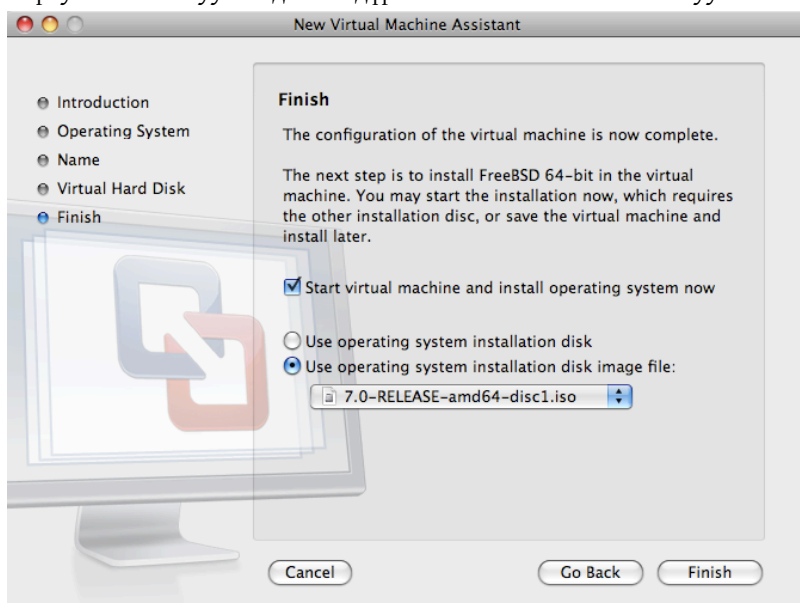 New Virtual Machine Assistant
Introduction
Operating System
Name
Virtual Hard Disk
Finish
Finish
The configuration of the virtual machine is now complete.
The next step is to install FreeBSD 64-bit in the virtual
machine. You may start the installation now, which requires
the other installation disc, or save the virtual machine and
install later.
Start virtual machine and install operating system now
Use operating system installation disk
Use operating system installation disk image file:
7.0-RELEASE-amd64-disc1.iso
Cancel
Go Back
Finish